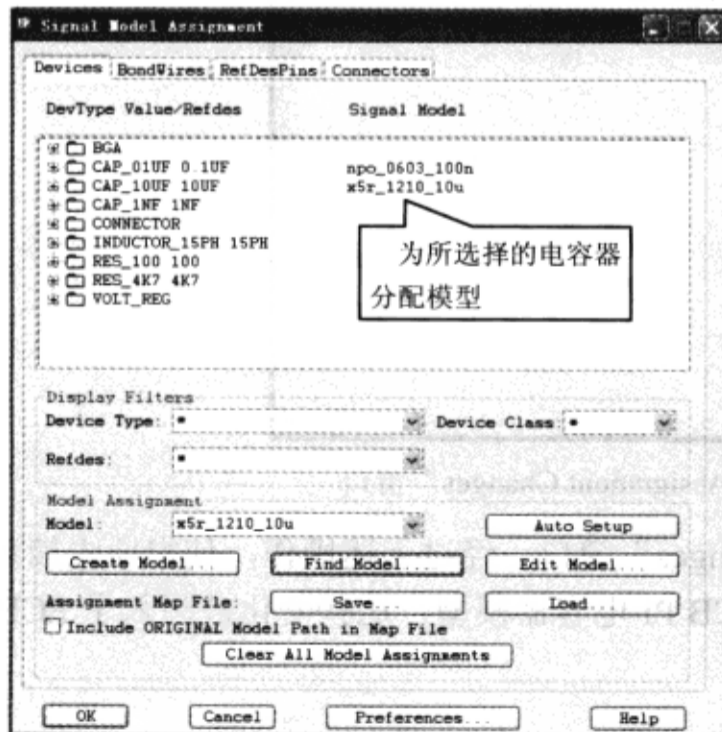 Signal Model Assignment
Devices BondWires RefDesPins Connectors
DevType Value/Refdes Signal Model
BGA
CAP_01UF 0.1UF npo_0603_100n
CAP_10UF 10UF x5r_1210_10u
CAP_1NF 1NF
CONNECTOR
INDUCTOR_15PH 15PH
RES_100 100
RES_4K7 4K7
VOLT_REG
为所选择的电容器
分配模型
Display Filters
Device Type: * Device Class: *
Refdes: *
Model Assignment
Model: x5r_1210_10u Auto Setup
Create Model... Find Model... Edit Model...
Assignment Map File: Save... Load...
Include ORIGINAL Model Path in Map File
Clear All Model Assignments
OK Cancel Preferences... Help